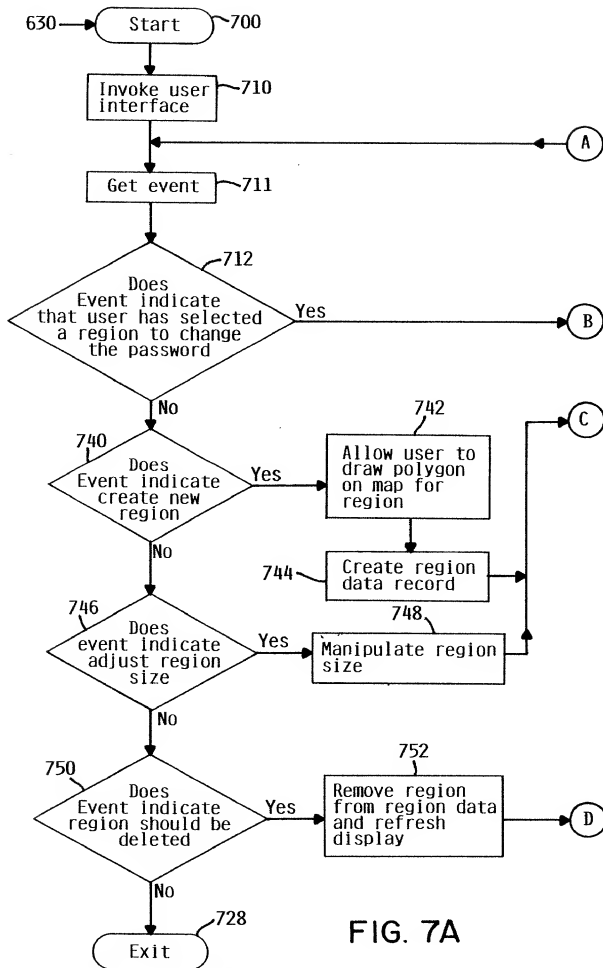 630
Start
700
Invoke user
interface
710
A
Get event
711
712
Does
Event indicate
that user has selected
a region to change
the password
Yes
B
No
742
C
740
Does
Event indicate
create new
region
Yes
Allow user to
draw polygon
on map for
region
No
744
Create region
data record
746
Does
event indicate
adjust region
size
Yes
748
Manipulate region
size
No
750
Does
Event indicate
region should be
deleted
Yes
752
Remove region
from region data
and refresh
display
D
No
728
Exit
FIG. 7A